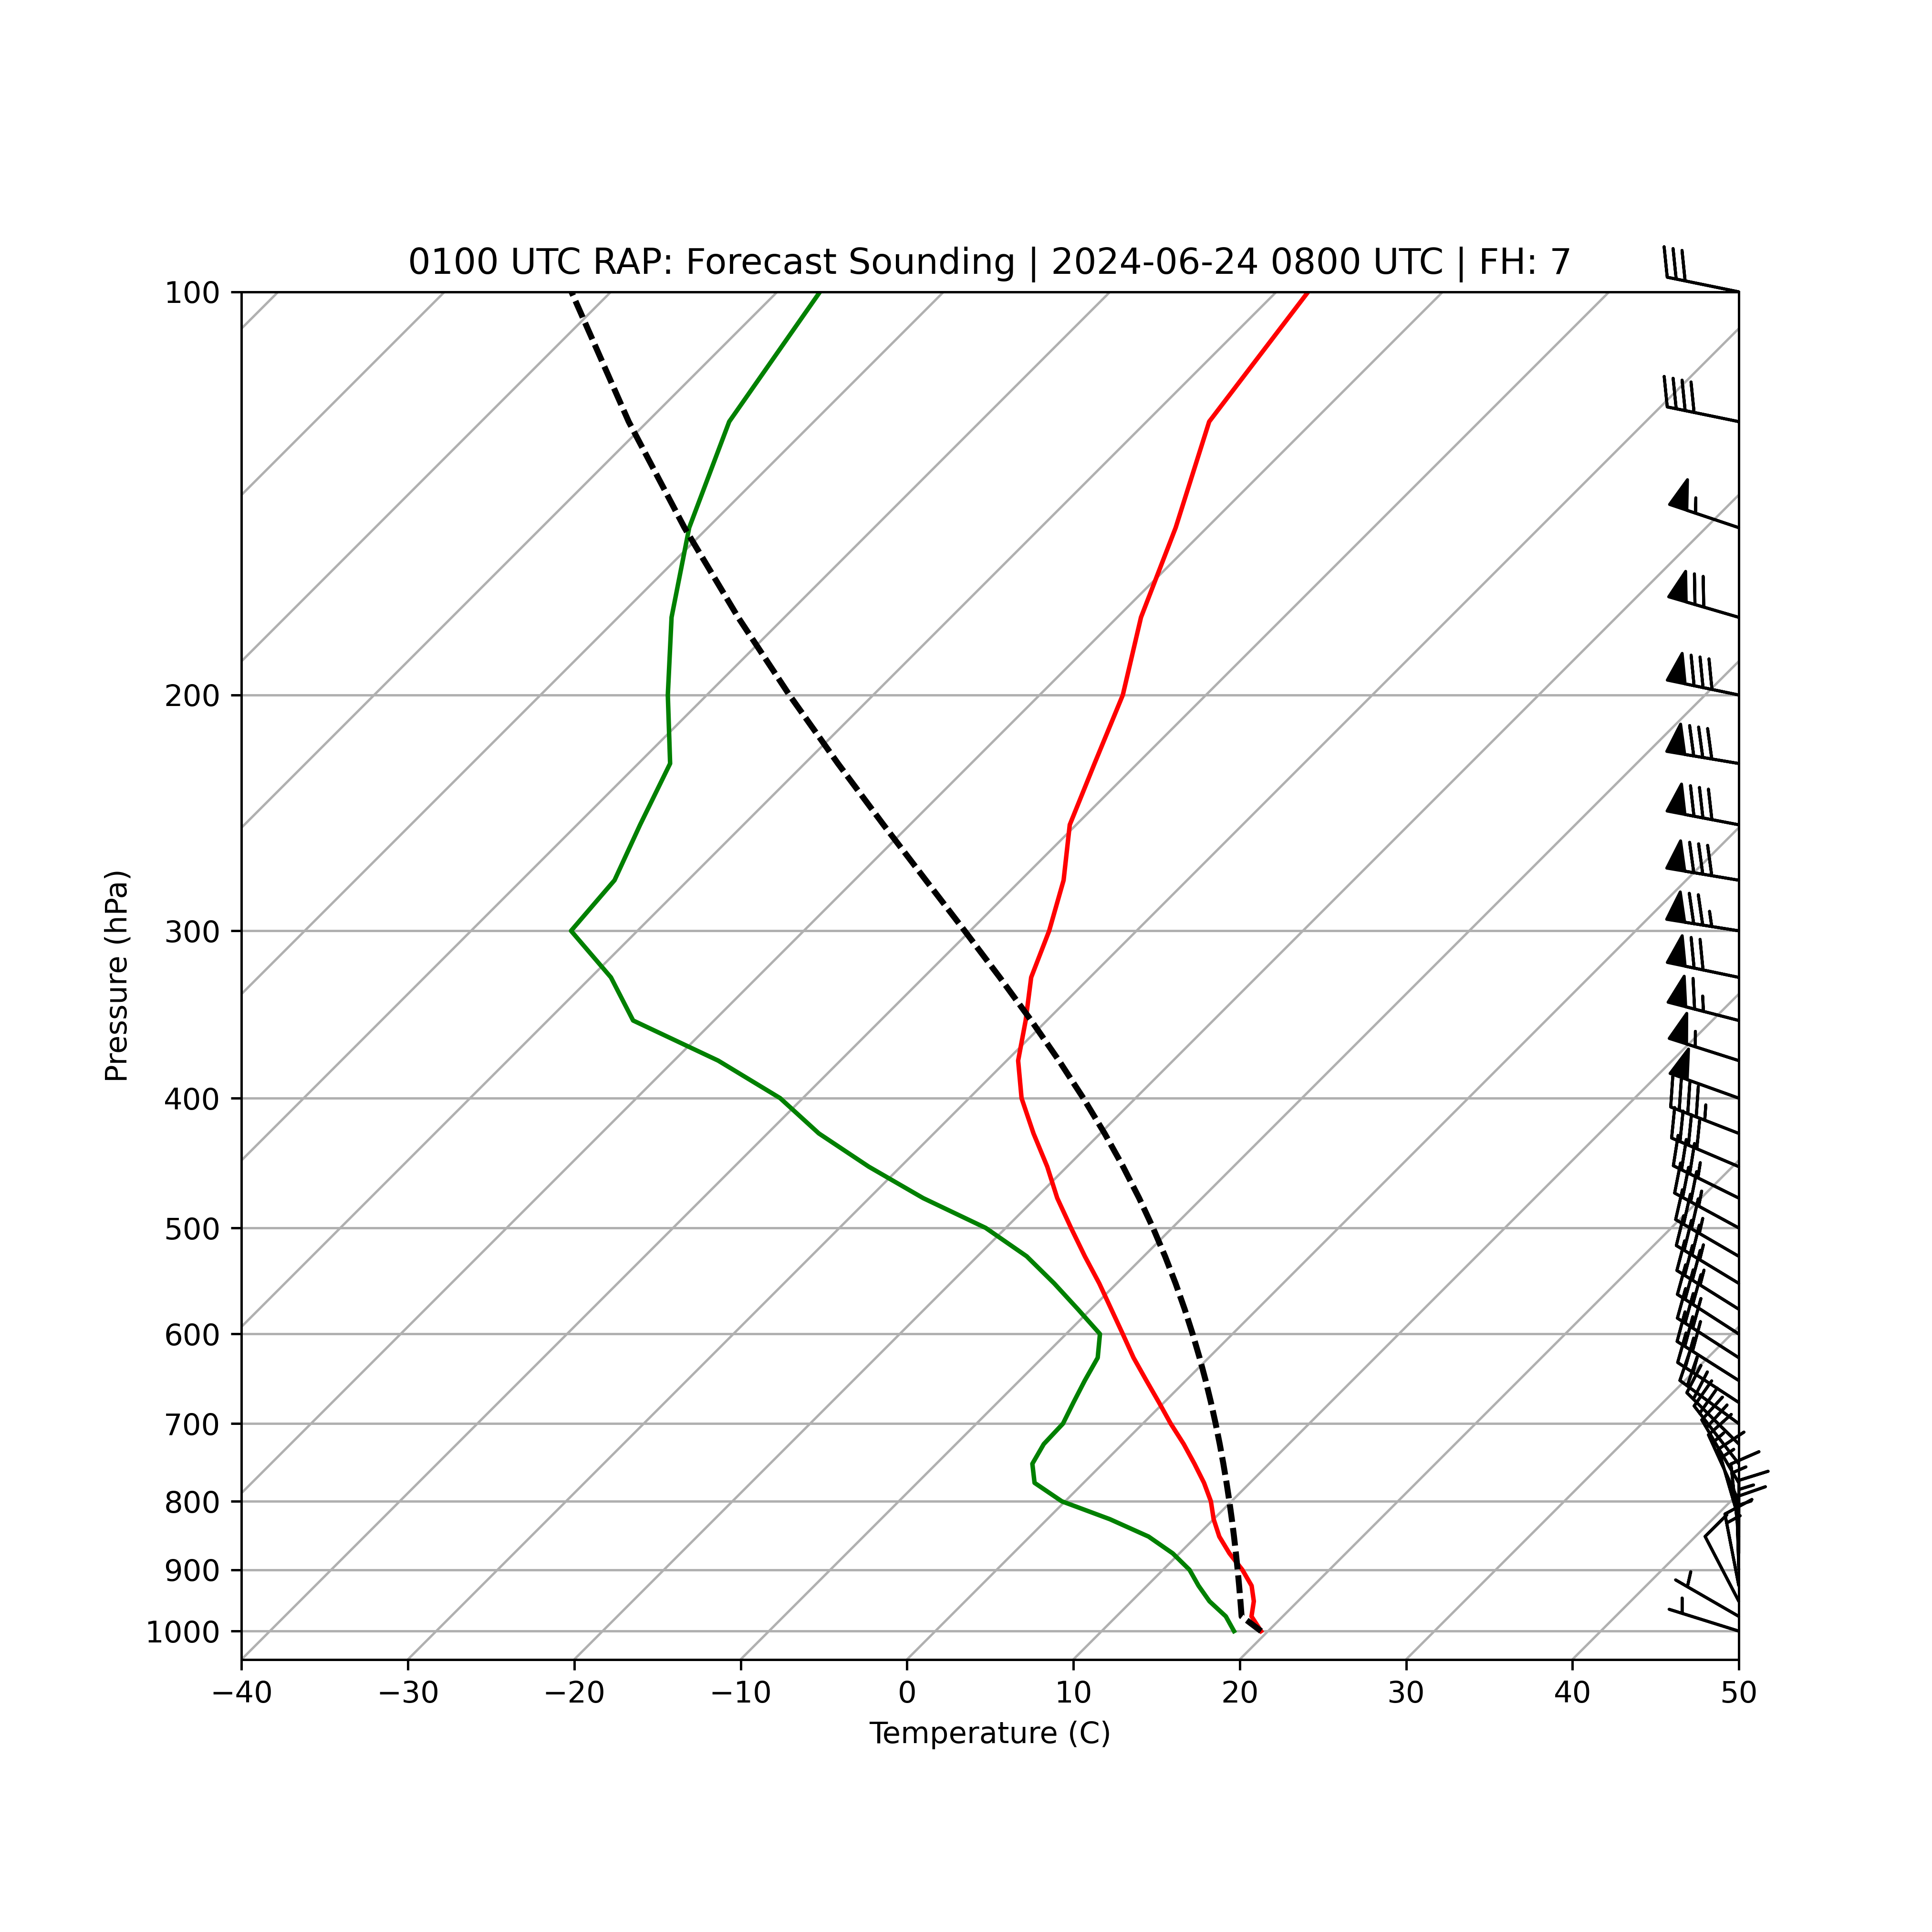 0100 UTC RAP: Forecast Sounding | 2024-06-24 0800 UTC | FH: 7
100
200
300
400
500
600
700
800
900
1000
Pressure (hPa)
−40 −30 −20 −10 0 10 20 30 40 50
Temperature (C)